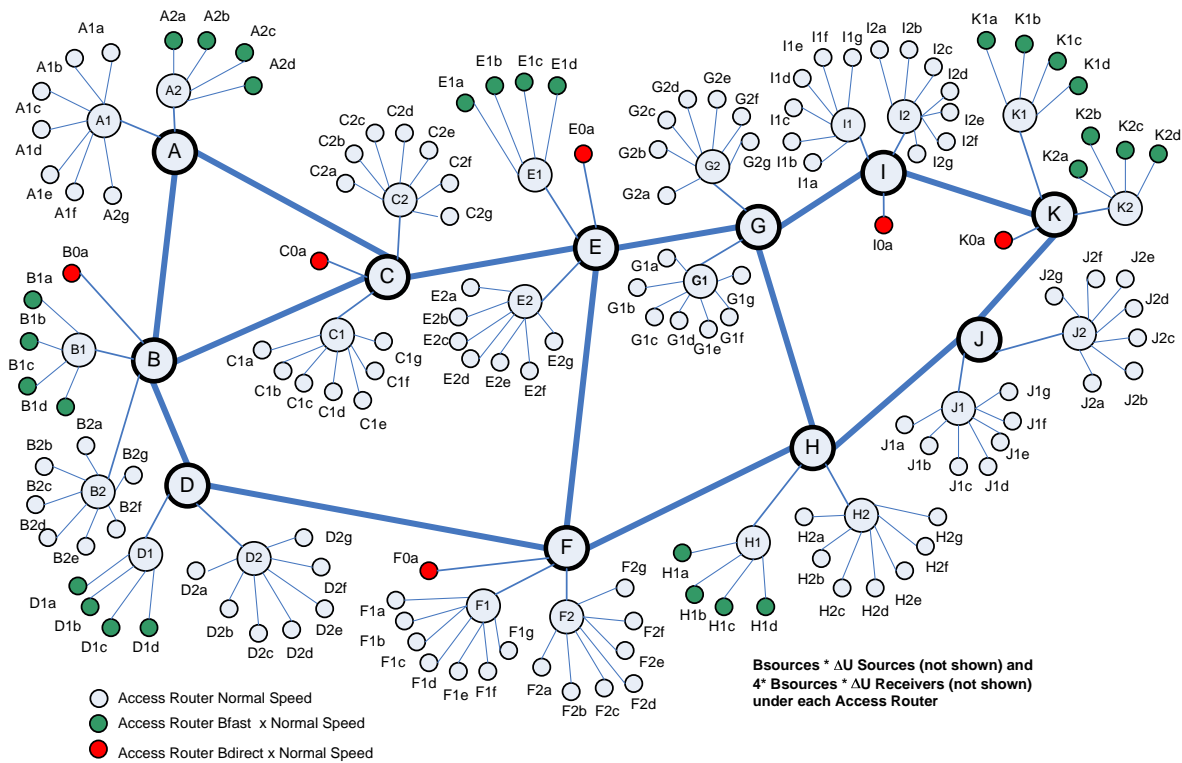 A1a
A1b
A1c
A1d
A1e
A1f
A2g
A1
A2a
A2b
A2c
A2d
A2
A
B0a
B1a
B1b
B1c
B1d
B1
B
B2a
B2b
B2c
B2d
B2e
B2f
B2g
B2
C2a
C2b
C2c
C2d
C2e
C2f
C2g
C2
C0a
C
C1
C1a
C1b
C1c
C1d
C1e
C1f
C1g
D
D1
D1a
D1b
D1c
D1d
D2
D2a
D2b
D2c
D2d
D2e
D2f
D2g
E1a
E1b
E1c
E1d
E1
E0a
E
E2
E2a
E2b
E2c
E2d
E2e
E2f
E2g
F
F0a
F1
F1a
F1b
F1c
F1d
F1e
F1f
F1g
F2
F2a
F2b
F2c
F2d
F2e
F2f
F2g
G2a
G2b
G2c
G2d
G2e
G2f
G2g
G2
G
G1
G1a
G1b
G1c
G1d
G1e
G1f
G1g
H
H1
H1a
H1b
H1c
H1d
H2
H2a
H2b
H2c
H2d
H2e
H2f
H2g
I1a
I1b
I1c
I1d
I1e
I1f
I1g
I1
I2a
I2b
I2c
I2d
I2e
I2f
I2g
I2
I
I0a
J
J1
J1a
J1b
J1c
J1d
J1e
J1f
J1g
J2
J2a
J2b
J2c
J2d
J2e
J2f
J2g
K1a
K1b
K1c
K1d
K1
K2a
K2b
K2c
K2d
K2
K
K0a
Bsources * ΔU Sources (not shown) and
4* Bsources * ΔU Receivers (not shown)
under each Access Router
Access Router Normal Speed
Access Router Bfast x Normal Speed
Access Router Bdirect x Normal Speed